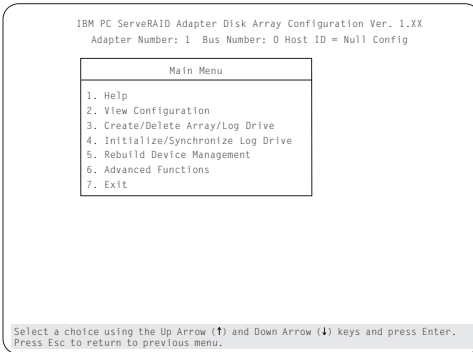 IBM PC ServeRAID Adapter Disk Array Configuration Ver. 1.XX
Adapter Number: 1 Bus Number: 0 Host ID = Null Config
Main Menu
1. Help
2. View Configuration
3. Create/Delete Array/Log Drive
4. Initialize/Synchronize Log Drive
5. Rebuild Device Management
6. Advanced Functions
7. Exit
Select a choice using the Up Arrow (↑) and Down Arrow (↓) keys and press Enter.
Press Esc to return to previous menu.